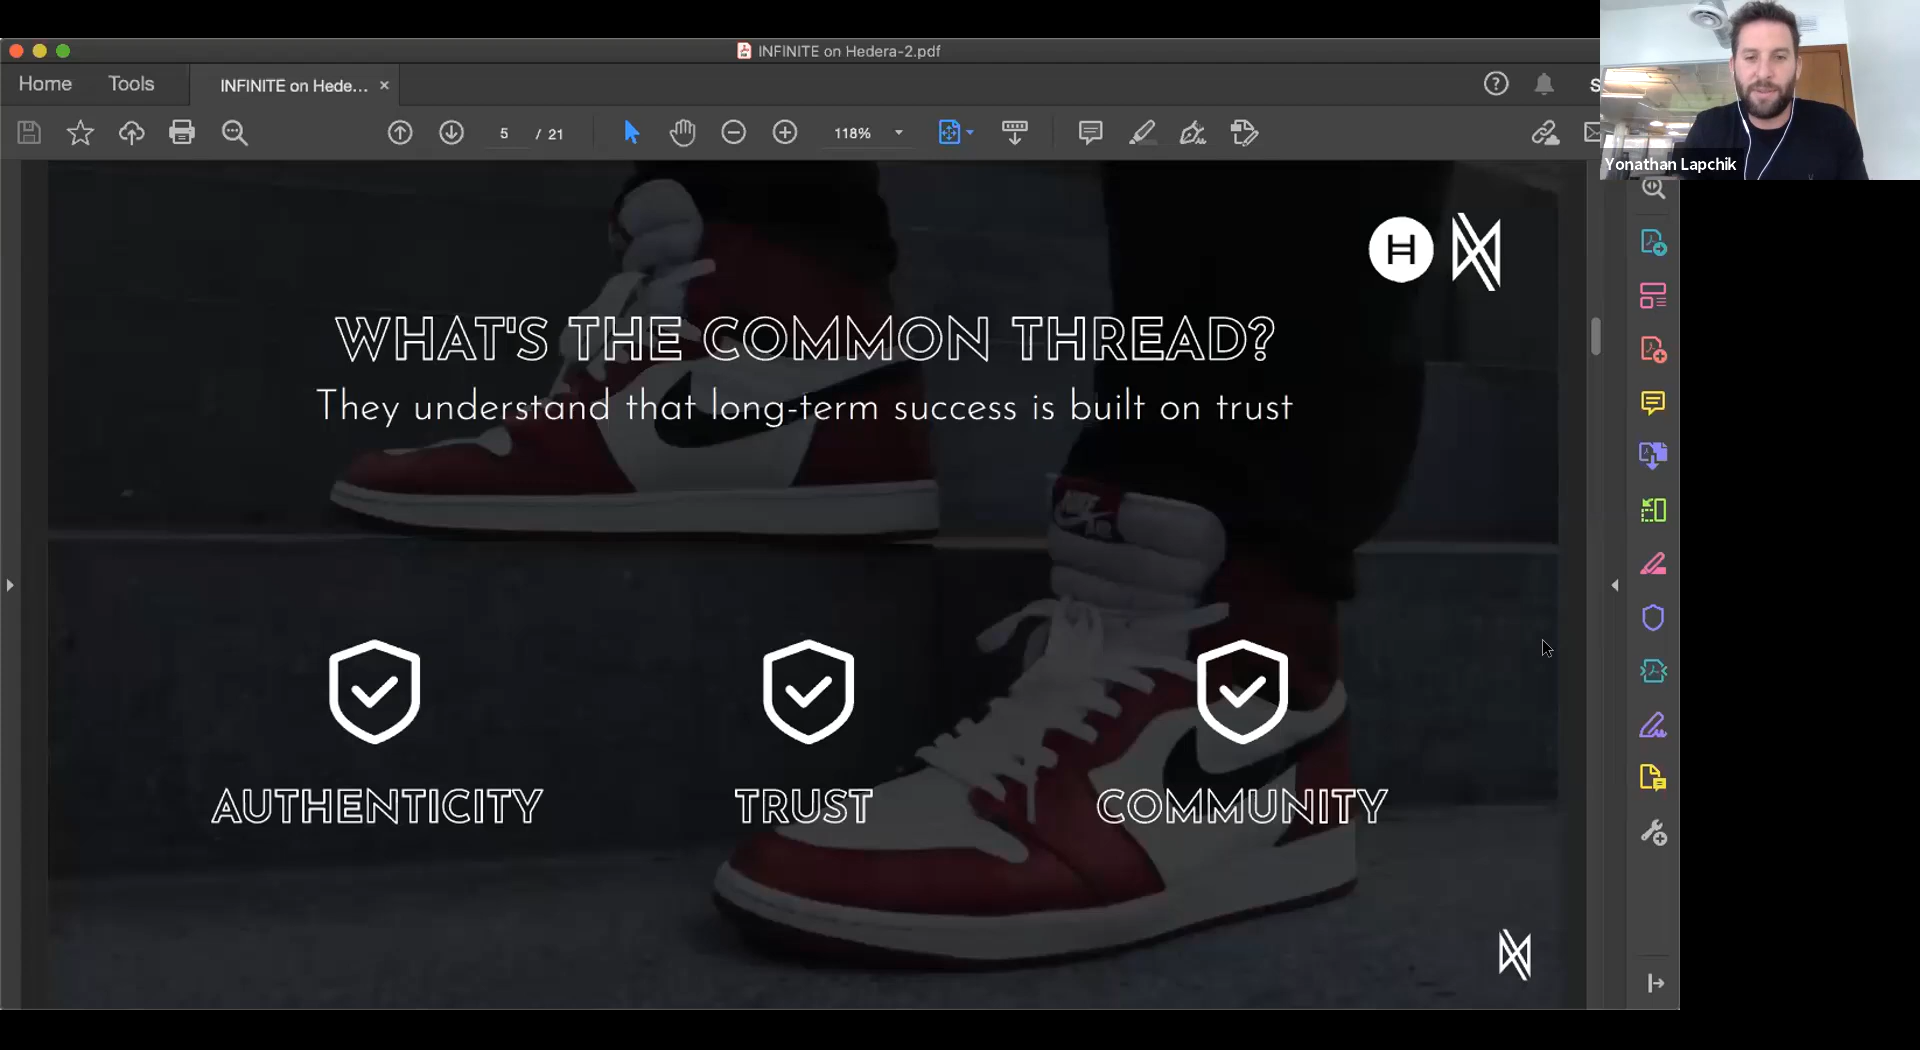 INFINITE on Hedera-2.pdf
Home
Tools
INFINITE on Hede... ×
5 / 21
118%
Yonathan Lapchik
WHAT'S THE COMMON THREAD?
They understand that long-term success is built on trust
NIKE
AUTHENTICITY
TRUST
COMMUNITY